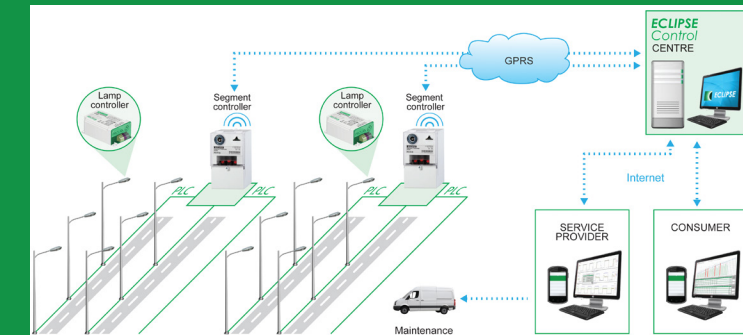 ECLIPSE
Control
CENTRE
GPRS
Lamp
controller
Segment
controller
Lamp
controller
Segment
controller
ECLIPSE
PLC
PLC
PLC
PLC
Internet
SERVICE
PROVIDER
CONSUMER
Maintenance